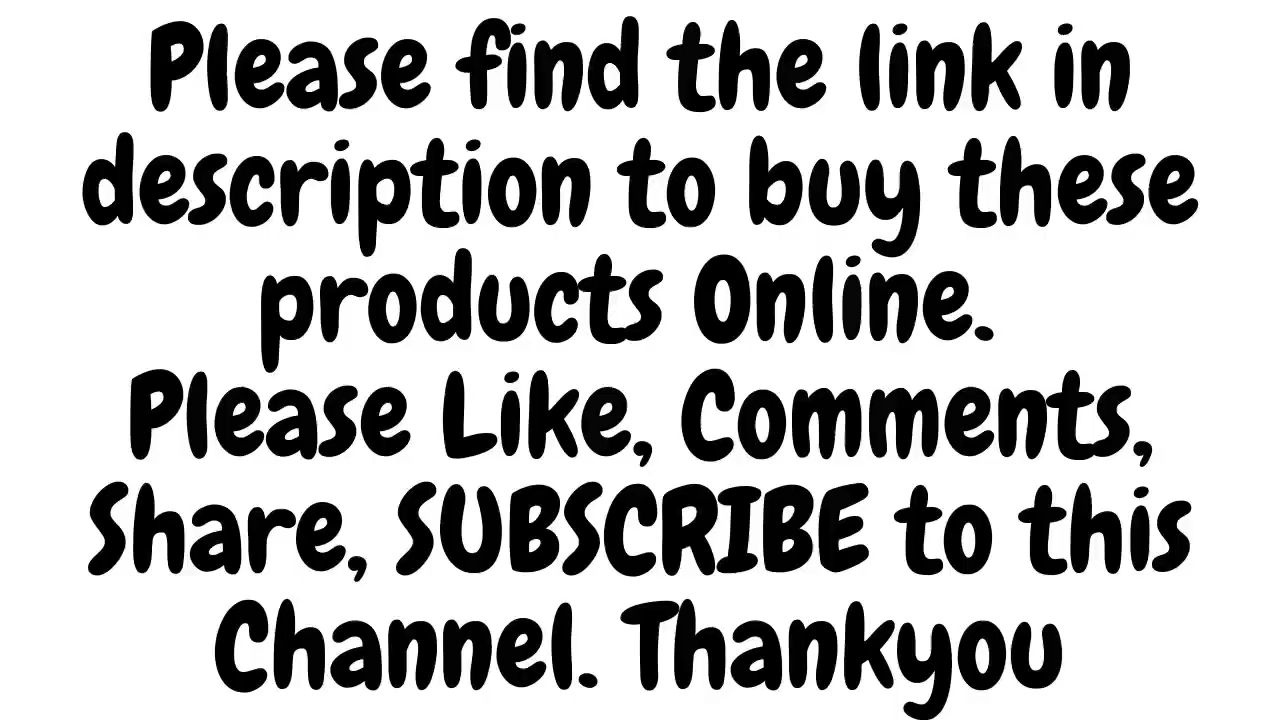 Please find the link in
description to buy these
products Online.
Please Like, Comments,
Share, SUBSCRIBE to this
Channel. Thankyou